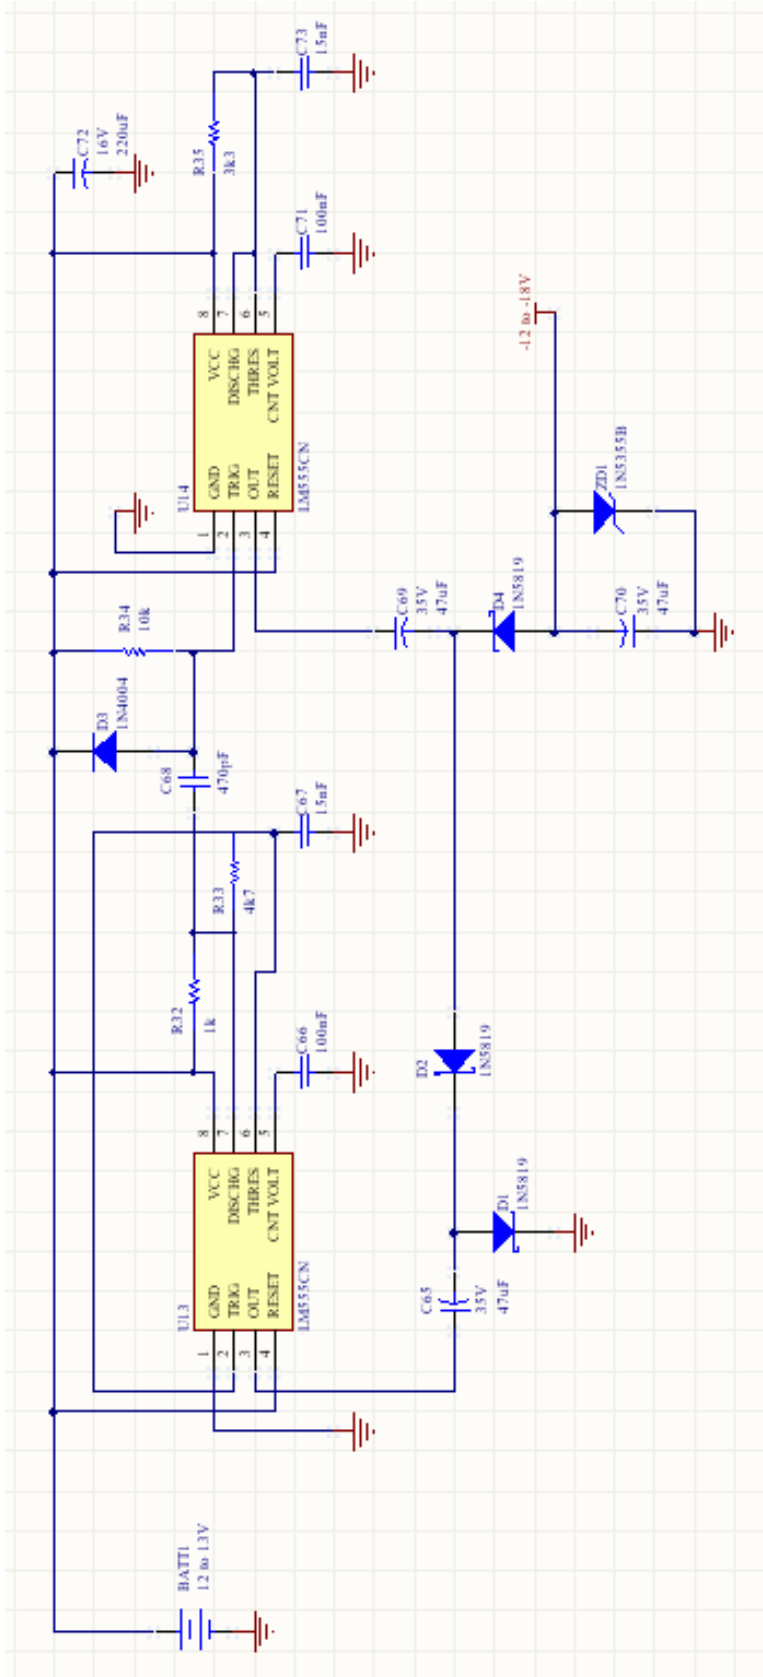 C73
15nF
C72
16V
220uF
R35
3k3
C71
100nF
8
7
6
5
VCC
DISCHG
THRES
CNT VOLT
-12 to -18V
GND
TRIG
OUT
RESET
U14
LM555CN
1
2
3
4
ZD1
1N5355B
R34
10k
C69
35V
47uF
D4
1N5819
C70
35V
47uF
D3
1N4004
C68
470pF
C67
15nF
R33
4k7
R32
1k
C66
100nF
D2
1N5819
8
7
6
5
VCC
DISCHG
THRES
CNT VOLT
D1
1N5819
GND
TRIG
OUT
RESET
U13
LM555CN
1
2
3
4
C65
35V
47uF
BATT1
12 to 13V